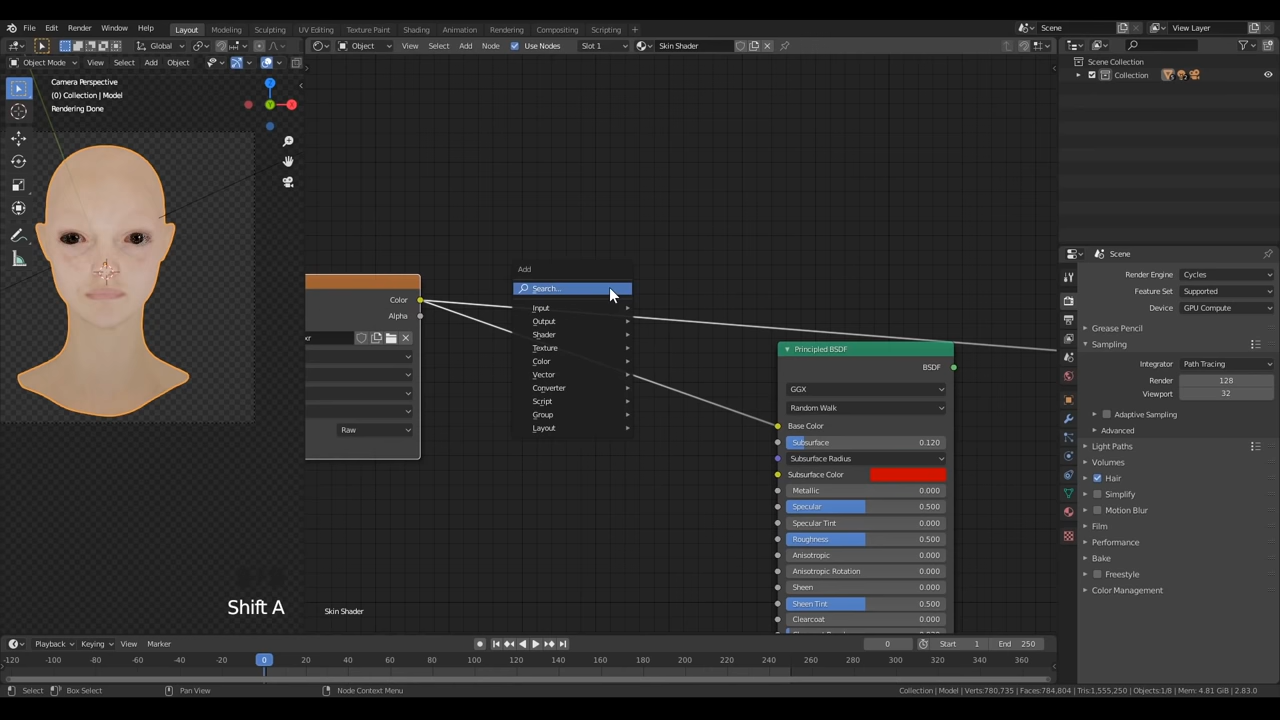 File Edit Render Window Help Layout Modeling Sculpting UV Editing Texture Paint Shading Animation Rendering Compositing Scripting + Scene View Layer
Global Object View Select Add Node Use Nodes Slot 1 Skin Shader
Object Mode View Select Add Object
Camera Perspective
(0) Collection | Model
Rendering Done
Scene Collection
Collection
Color
Alpha
xr
Raw
Add
Search...
Input
Output
Shader
Texture
Color
Vector
Converter
Script
Group
Layout
Principled BSDF
BSDF
GGX
Random Walk
Base Color
Subsurface 0.120
Subsurface Radius
Subsurface Color
Metallic 0.000
Specular 0.500
Specular Tint 0.000
Roughness 0.500
Anisotropic 0.000
Anisotropic Rotation 0.000
Sheen 0.000
Sheen Tint 0.500
Clearcoat 0.000
Scene
Render Engine Cycles
Feature Set Supported
Device GPU Compute
Grease Pencil
Sampling
Integrator Path Tracing
Render 128
Viewport 32
Adaptive Sampling
Advanced
Light Paths
Volumes
Hair
Simplify
Motion Blur
Film
Performance
Bake
Freestyle
Color Management
Shift A
Skin Shader
Playback Keying View Marker 0 Start 1 End 250
-120 -100 -80 -60 -40 -20 0 20 40 60 80 100 120 140 160 180 200 220 240 260 280 300 320 340 360
Select Box Select Pan View Node Context Menu Collection | Model | Verts:780,735 | Faces:784,804 | Tris:1,555,250 | Objects:1/8 | Mem: 4.81 GiB | 2.83.0